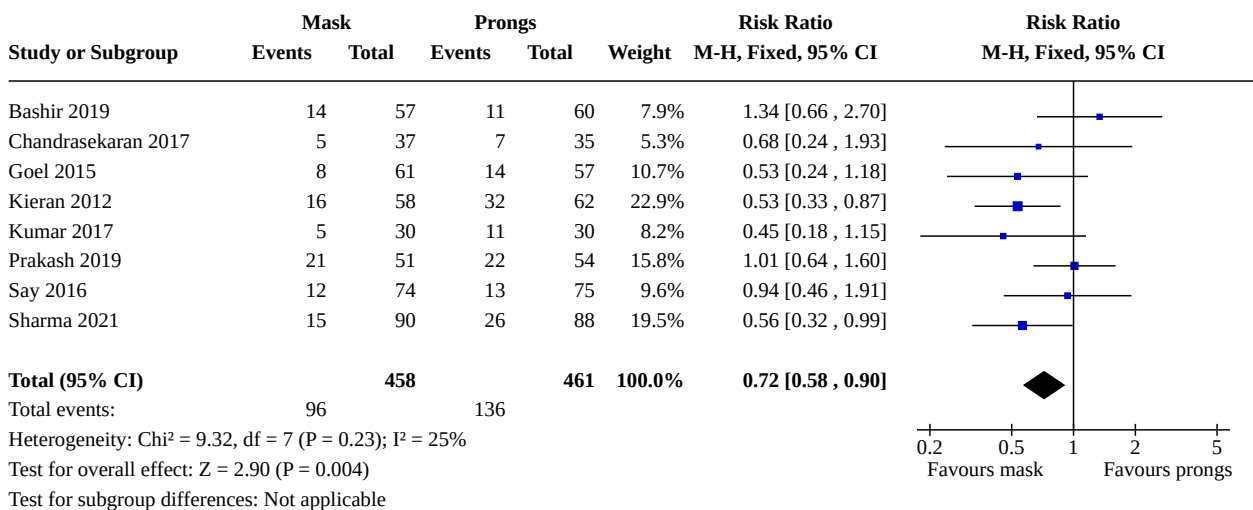 Mask Prongs Risk Ratio Risk Ratio
Study or Subgroup Events Total Events Total Weight M-H, Fixed, 95% CI M-H, Fixed, 95% CI
Bashir 2019 14 57 11 60 7.9% 1.34 [0.66 , 2.70]
Chandrasekaran 2017 5 37 7 35 5.3% 0.68 [0.24 , 1.93]
Goel 2015 8 61 14 57 10.7% 0.53 [0.24 , 1.18]
Kieran 2012 16 58 32 62 22.9% 0.53 [0.33 , 0.87]
Kumar 2017 5 30 11 30 8.2% 0.45 [0.18 , 1.15]
Prakash 2019 21 51 22 54 15.8% 1.01 [0.64 , 1.60]
Say 2016 12 74 13 75 9.6% 0.94 [0.46 , 1.91]
Sharma 2021 15 90 26 88 19.5% 0.56 [0.32 , 0.99]
Total (95% CI) 458 461 100.0% 0.72 [0.58 , 0.90]
Total events: 96 136
Heterogeneity: Chi² = 9.32, df = 7 (P = 0.23); I² = 25%
Test for overall effect: Z = 2.90 (P = 0.004)
Test for subgroup differences: Not applicable
0.2 0.5 1 2 5
Favours mask Favours prongs